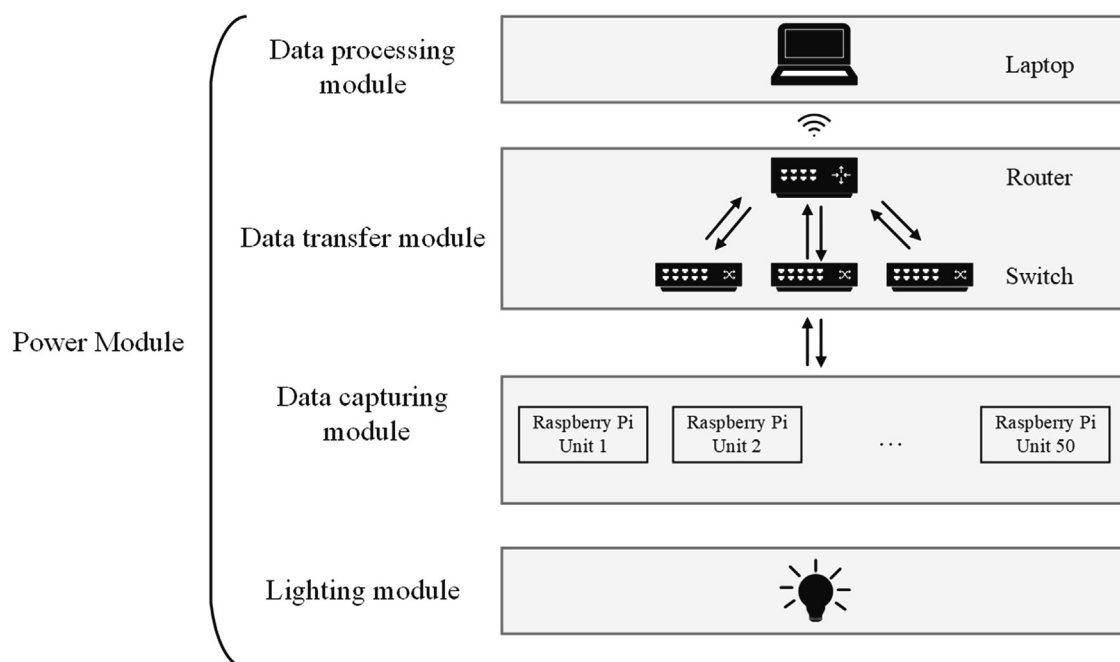 Data processing
module
Laptop
Router
Data transfer module
Switch
Power Module
Data capturing
module
Raspberry Pi
Unit 1
Raspberry Pi
Unit 2
...
Raspberry Pi
Unit 50
Lighting module